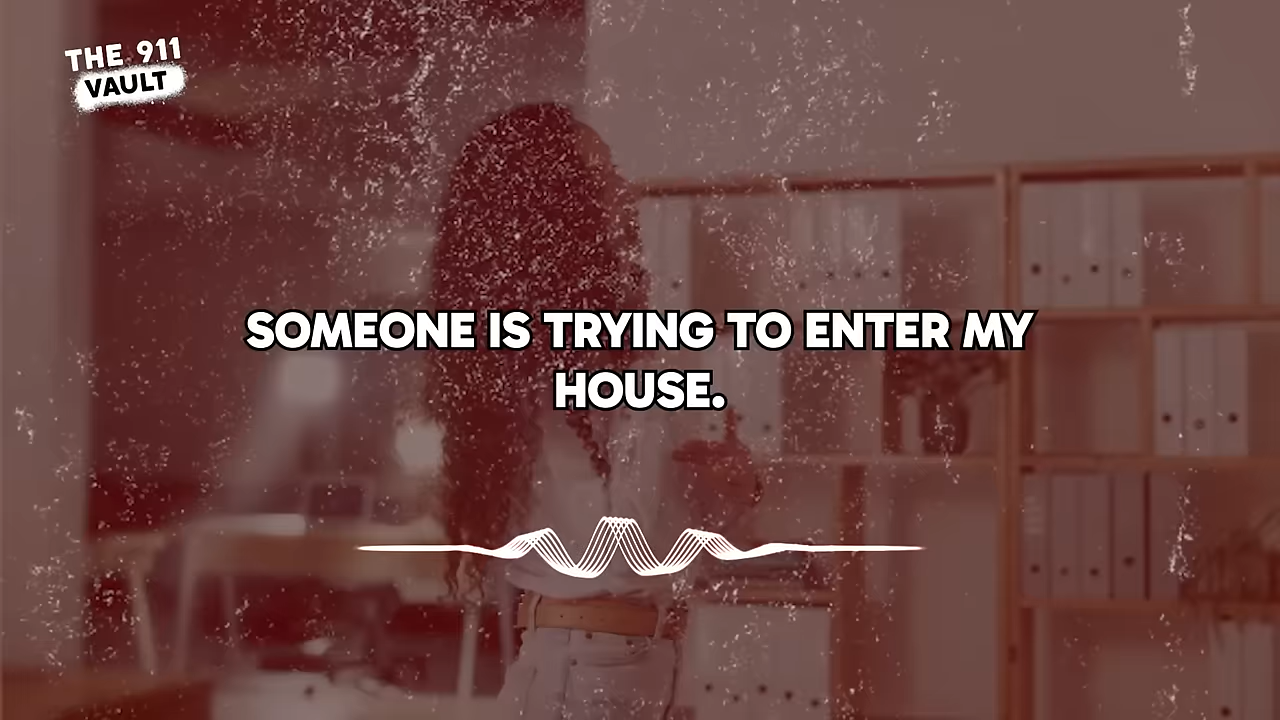 THE 911
VAULT
SOMEONE IS TRYING TO ENTER MY
HOUSE.